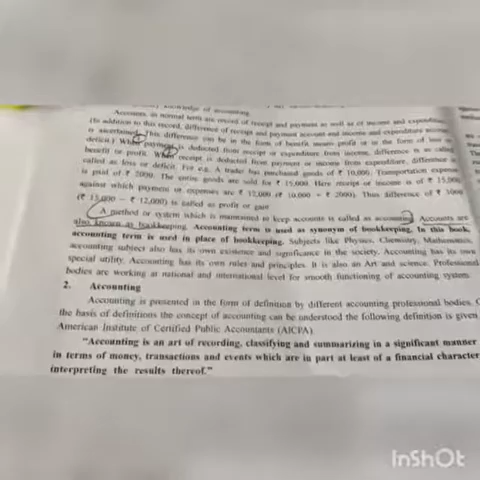 knowledge of accounting
Accounts, in normal term are record of receipt and payment as well as of income and expenditure
(In addition to this record, difference of receipt and payment account and income and expenditure account
is ascertained. This difference can be in the form of benefit means profit or in the form of loss or
deficit.) When payment is deducted from receipt or expenditure from income, difference is so called
benefit or profit. When receipt is deducted from payment or income from expenditure, difference is
called as loss or deficit. For e.g. A trader has purchased goods of ₹ 10,000. Transportation expense
is paid of ₹ 2000. The entire goods are sold for ₹ 15,000. Here receipt or income is of ₹ 15,000
against which payment or expenses are ₹ 12,000 (₹ 10,000 + ₹ 2000). Thus difference of ₹ 3000
(₹ 15,000 - ₹ 12,000) is called as profit or gain.
A method or system which is maintained to keep accounts is called as accounting. Accounts are
also known as bookkeeping. Accounting term is used as synonym of bookkeeping. In this book,
accounting term is used in place of bookkeeping. Subjects like Physics, Chemistry, Mathematics,
accounting subject also has its own existence and significance in the society. Accounting has its own
special utility. Accounting has its own rules and principles. It is also an Art and science. Professional
bodies are working at national and international level for smooth functioning of accounting system.
2. Accounting
Accounting is presented in the form of definition by different accounting professional bodies.
the basis of definitions the concept of accounting can be understood the following definition is given
American Institute of Certified Public Accountants (AICPA)
"Accounting is an art of recording, classifying and summarizing in a significant manner
in terms of money, transactions and events which are in part at least of a financial character
interpreting the results thereof."
InShOt